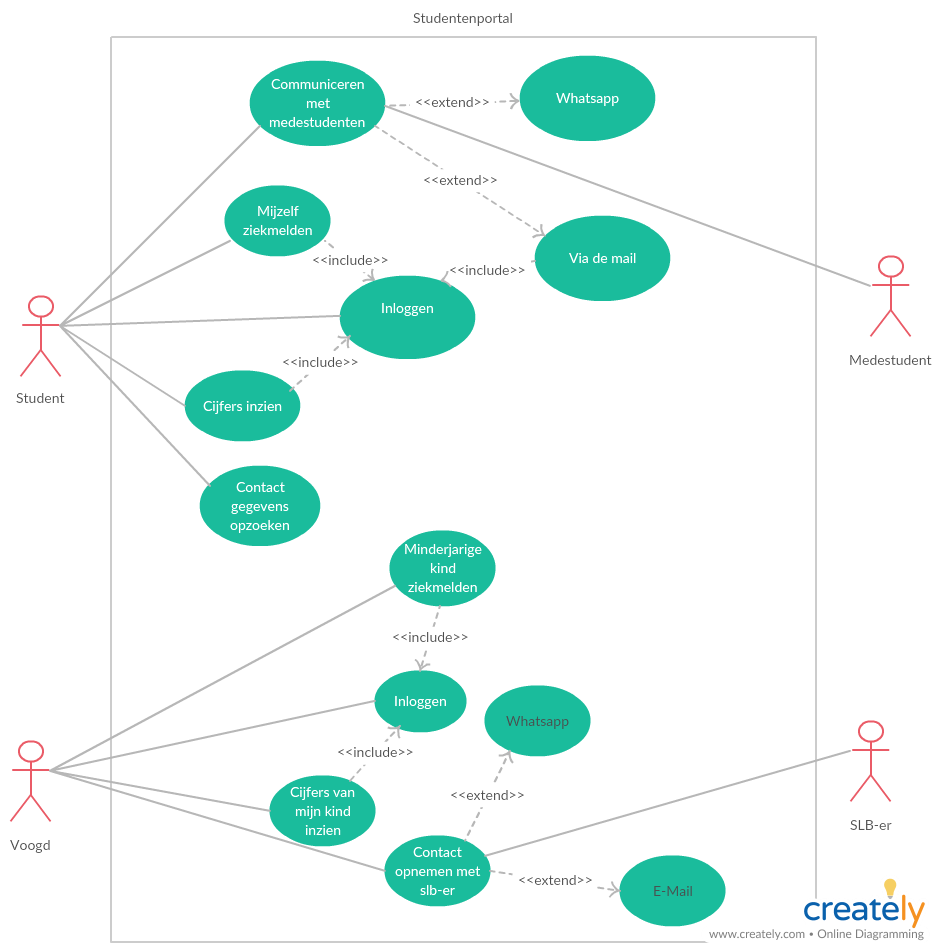 Studentenportal
Communiceren
met
medestudenten
<<extend>>
Whatsapp
<<extend>>
Mijzelf
ziekmelden
<<include>>
<<include>>
Via de mail
Inloggen
<<include>>
Student
Medestudent
Cijfers inzien
Contact
gegevens
opzoeken
Minderjarige
kind
ziekmelden
<<include>>
Inloggen
Whatsapp
<<include>>
Cijfers van
mijn kind
inzien
<<extend>>
Voogd
SLB-er
Contact
opnemen met
slb-er
<<extend>>
E-Mail
creately
www.creately.com • Online Diagramming